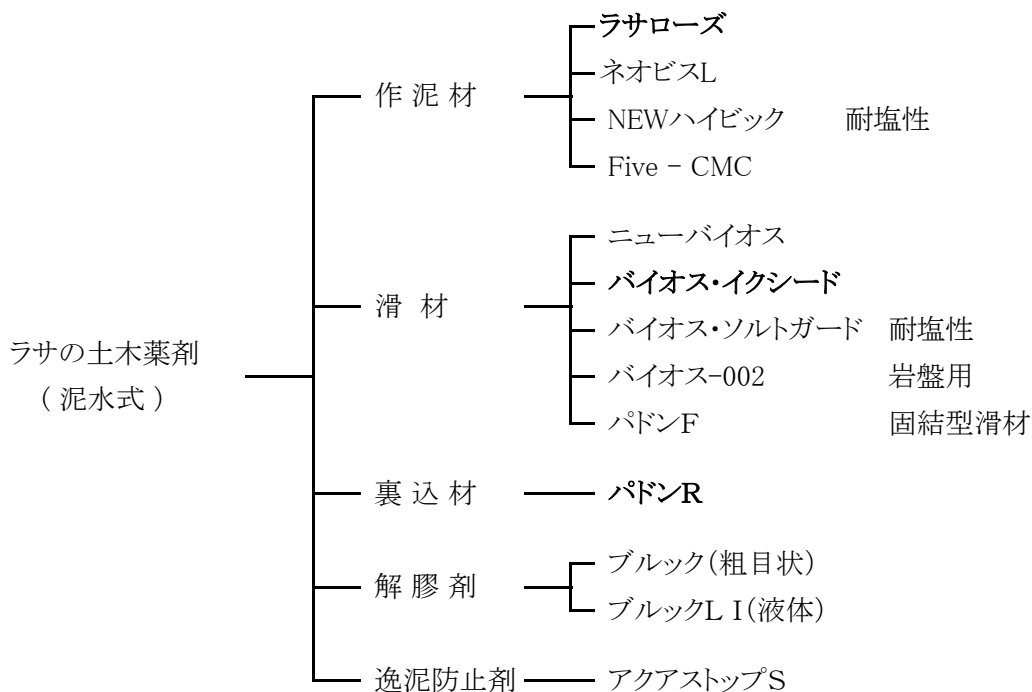 ラサの土木薬剤
( 泥水式 )
作 泥 材
ラサローズ
ネオビスL
NEWハイビック 耐塩性
Five - CMC
滑 材
ニューバイオス
バイオス・イクシード
バイオス・ソルトガード 耐塩性
バイオス-002 岩盤用
パドンF 固結型滑材
裏 込 材
パドンR
解 膠 剤
ブルック(粗目状)
ブルックL I(液体)
逸泥防止剤
アクアストップS